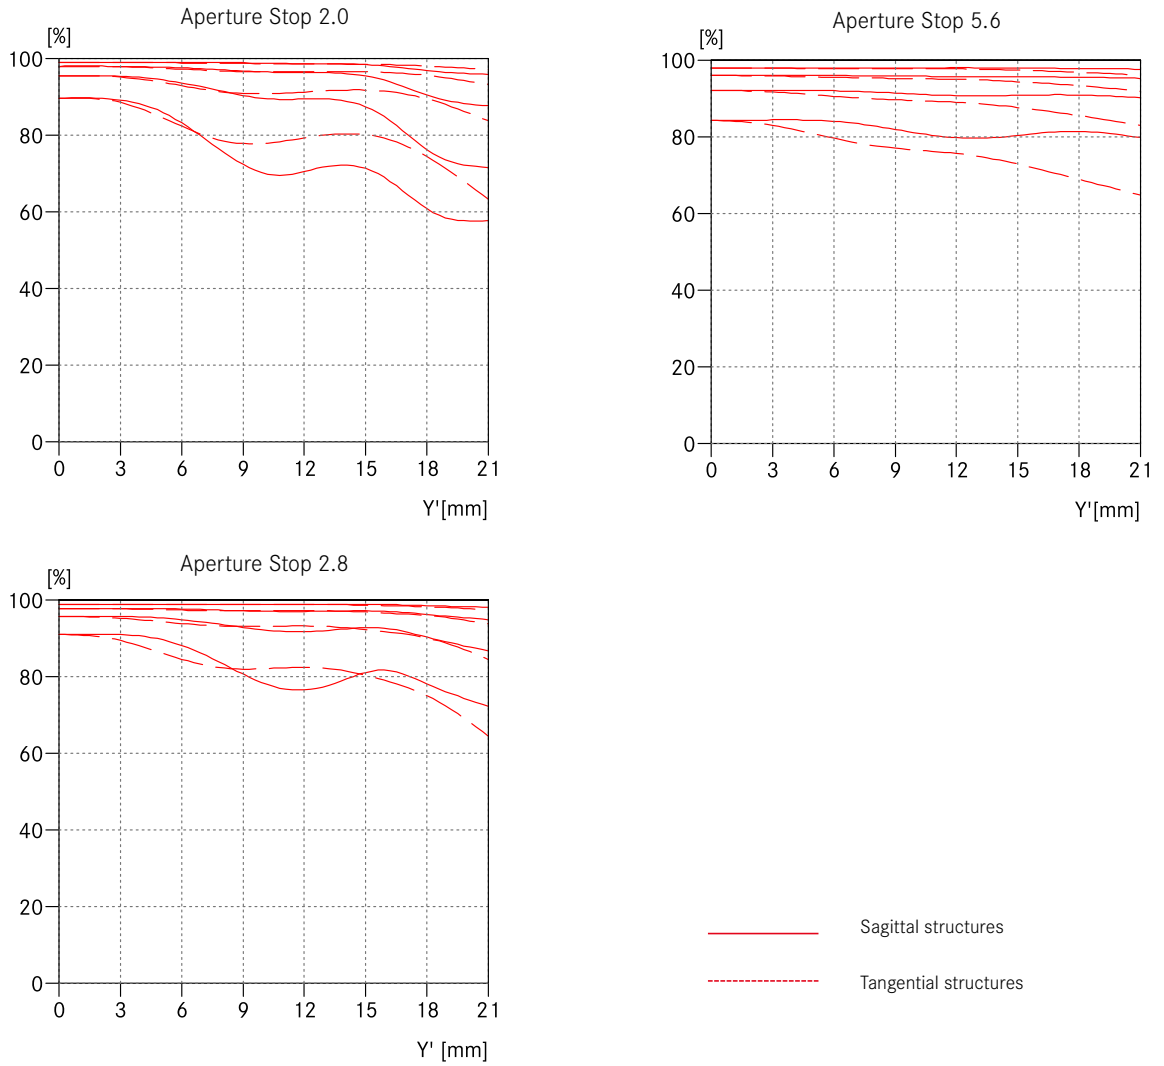 Aperture Stop 2.0
[%]
100
80
60
40
20
0
0 3 6 9 12 15 18 21
Y'[mm]
Aperture Stop 5.6
[%]
100
80
60
40
20
0
0 3 6 9 12 15 18 21
Y'[mm]
Aperture Stop 2.8
[%]
100
80
60
40
20
0
0 3 6 9 12 15 18 21
Y' [mm]
Sagittal structures
Tangential structures